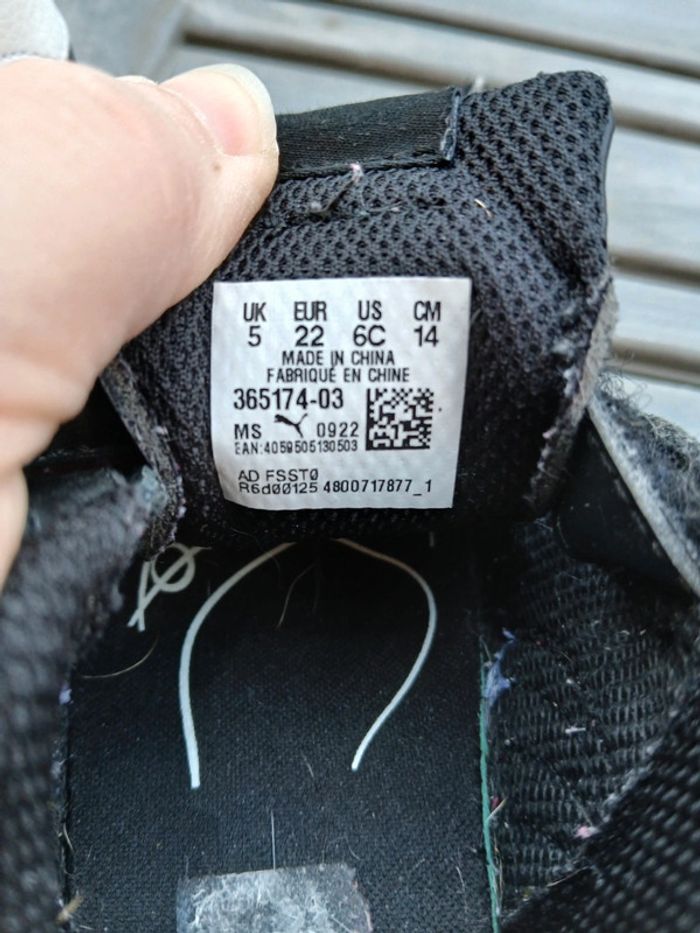 UK EUR US CM
5 22 6C 14
MADE IN CHINA
FABRIQUÉ EN CHINE
365174-03
MS 0922
EAN:4059505130503
AD FSST0
R6d00125 4800717877_1